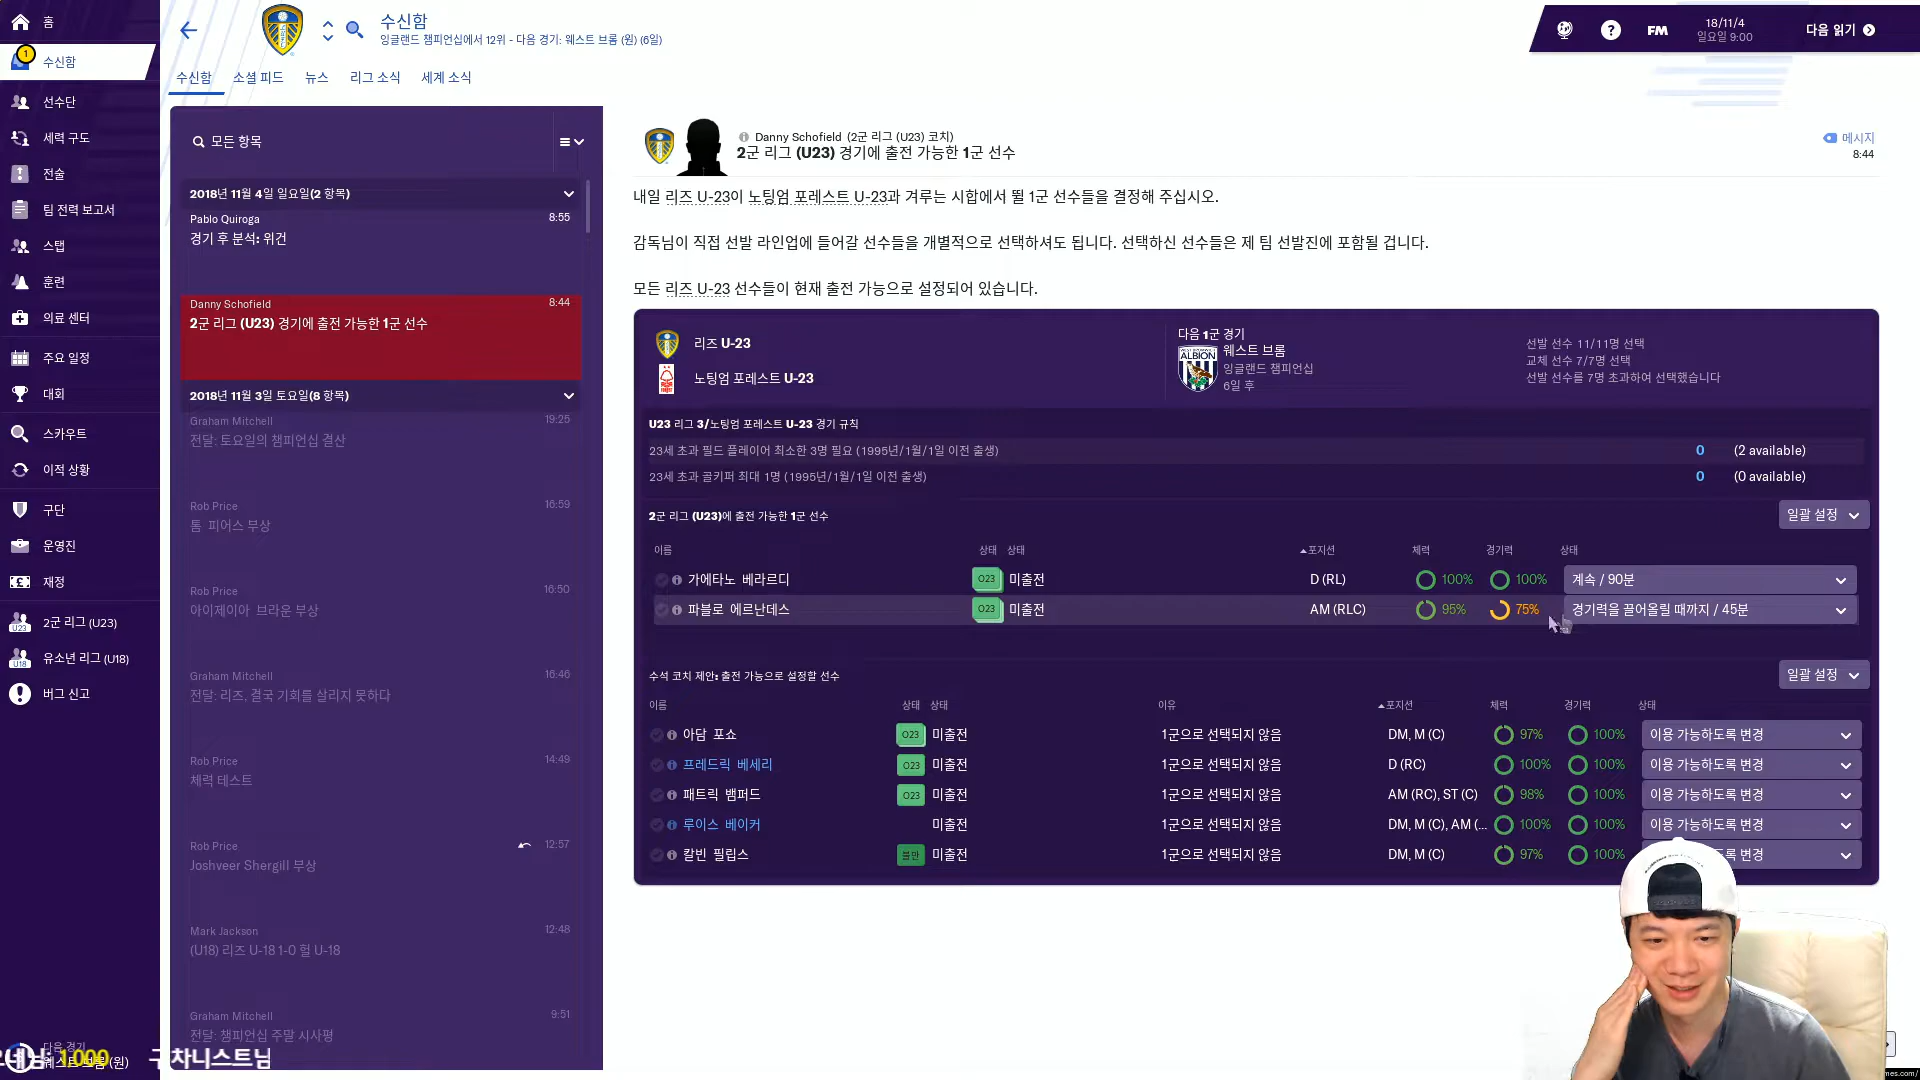 홈
1
수신함
선수단
세력 구도
전술
팀 전력 보고서
스탭
훈련
의료 센터
주요 일정
대회
스카우트
이적 상황
구단
운영진
재정
2군 리그 (U23)
유소년 리그 (U18)
버그 신고
다음 경기
수신함
잉글랜드 챔피언십에서 12위 - 다음 경기: 웨스트 브롬 (원) (6일)
수신함 소셜 피드 뉴스 리그 소식 세계 소식
FM
18/11/4
일요일 9:00
다음 읽기
모든 항목
2018년 11월 4일 일요일(2 항목)
Pablo Quiroga 8:55
경기 후 분석: 위건
Danny Schofield 8:44
2군 리그 (U23) 경기에 출전 가능한 1군 선수
2018년 11월 3일 토요일(8 항목)
Graham Mitchell 19:25
전달: 토요일의 챔피언십 결산
Rob Price 16:59
톰 피어스 부상
Rob Price 16:50
아이제이아 브라운 부상
Graham Mitchell 16:46
전달: 리즈, 결국 기회를 살리지 못하다
Rob Price 14:49
체력 테스트
Rob Price 12:57
Joshveer Shergill 부상
Mark Jackson 12:48
(U18) 리즈 U-18 1-0 헐 U-18
Graham Mitchell 9:51
전달: 챔피언십 주말 시사평
Danny Schofield (2군 리그 (U23) 코치)
2군 리그 (U23) 경기에 출전 가능한 1군 선수
메시지
8:44
내일 리즈 U-23이 노팅엄 포레스트 U-23과 겨루는 시합에서 뛸 1군 선수들을 결정해 주십시오.
감독님이 직접 선발 라인업에 들어갈 선수들을 개별적으로 선택하셔도 됩니다. 선택하신 선수들은 제 팀 선발진에 포함될 겁니다.
모든 리즈 U-23 선수들이 현재 출전 가능으로 설정되어 있습니다.
리즈 U-23
노팅엄 포레스트 U-23
다음 1군 경기
웨스트 브롬
잉글랜드 챔피언십
6일 후
선발 선수 11/11명 선택
교체 선수 7/7명 선택
선발 선수를 7명 초과하여 선택했습니다
U23 리그 3/노팅엄 포레스트 U-23 경기 규칙
23세 초과 필드 플레이어 최소한 3명 필요 (1995년/1월/1일 이전 출생) 0 (2 available)
23세 초과 골키퍼 최대 1명 (1995년/1월/1일 이전 출생) 0 (0 available)
2군 리그 (U23)에 출전 가능한 1군 선수 일괄 설정
이름 상태 상태 포지션 체력 경기력 상태
가에타노 베라르디 O23 미출전 D (RL) 100% 100% 계속 / 90분
파블로 에르난데스 O23 미출전 AM (RLC) 95% 75% 경기력을 끌어올릴 때까지 / 45분
수석 코치 제안: 출전 가능으로 설정할 선수 일괄 설정
이름 상태 상태 이유 포지션 체력 경기력 상태
아담 포쇼 O23 미출전 1군으로 선택되지 않음 DM, M (C) 97% 100% 이용 가능하도록 변경
프레드릭 베세리 O23 미출전 1군으로 선택되지 않음 D (RC) 100% 100% 이용 가능하도록 변경
패트릭 뱀퍼드 O23 미출전 1군으로 선택되지 않음 AM (RC), ST (C) 98% 100% 이용 가능하도록 변경
루이스 베이커 미출전 1군으로 선택되지 않음 DM, M (C), AM (... 100% 100% 이용 가능하도록 변경
칼빈 필립스 불만 미출전 1군으로 선택되지 않음 DM, M (C) 97% 100% 변경
1000 구차니스트님